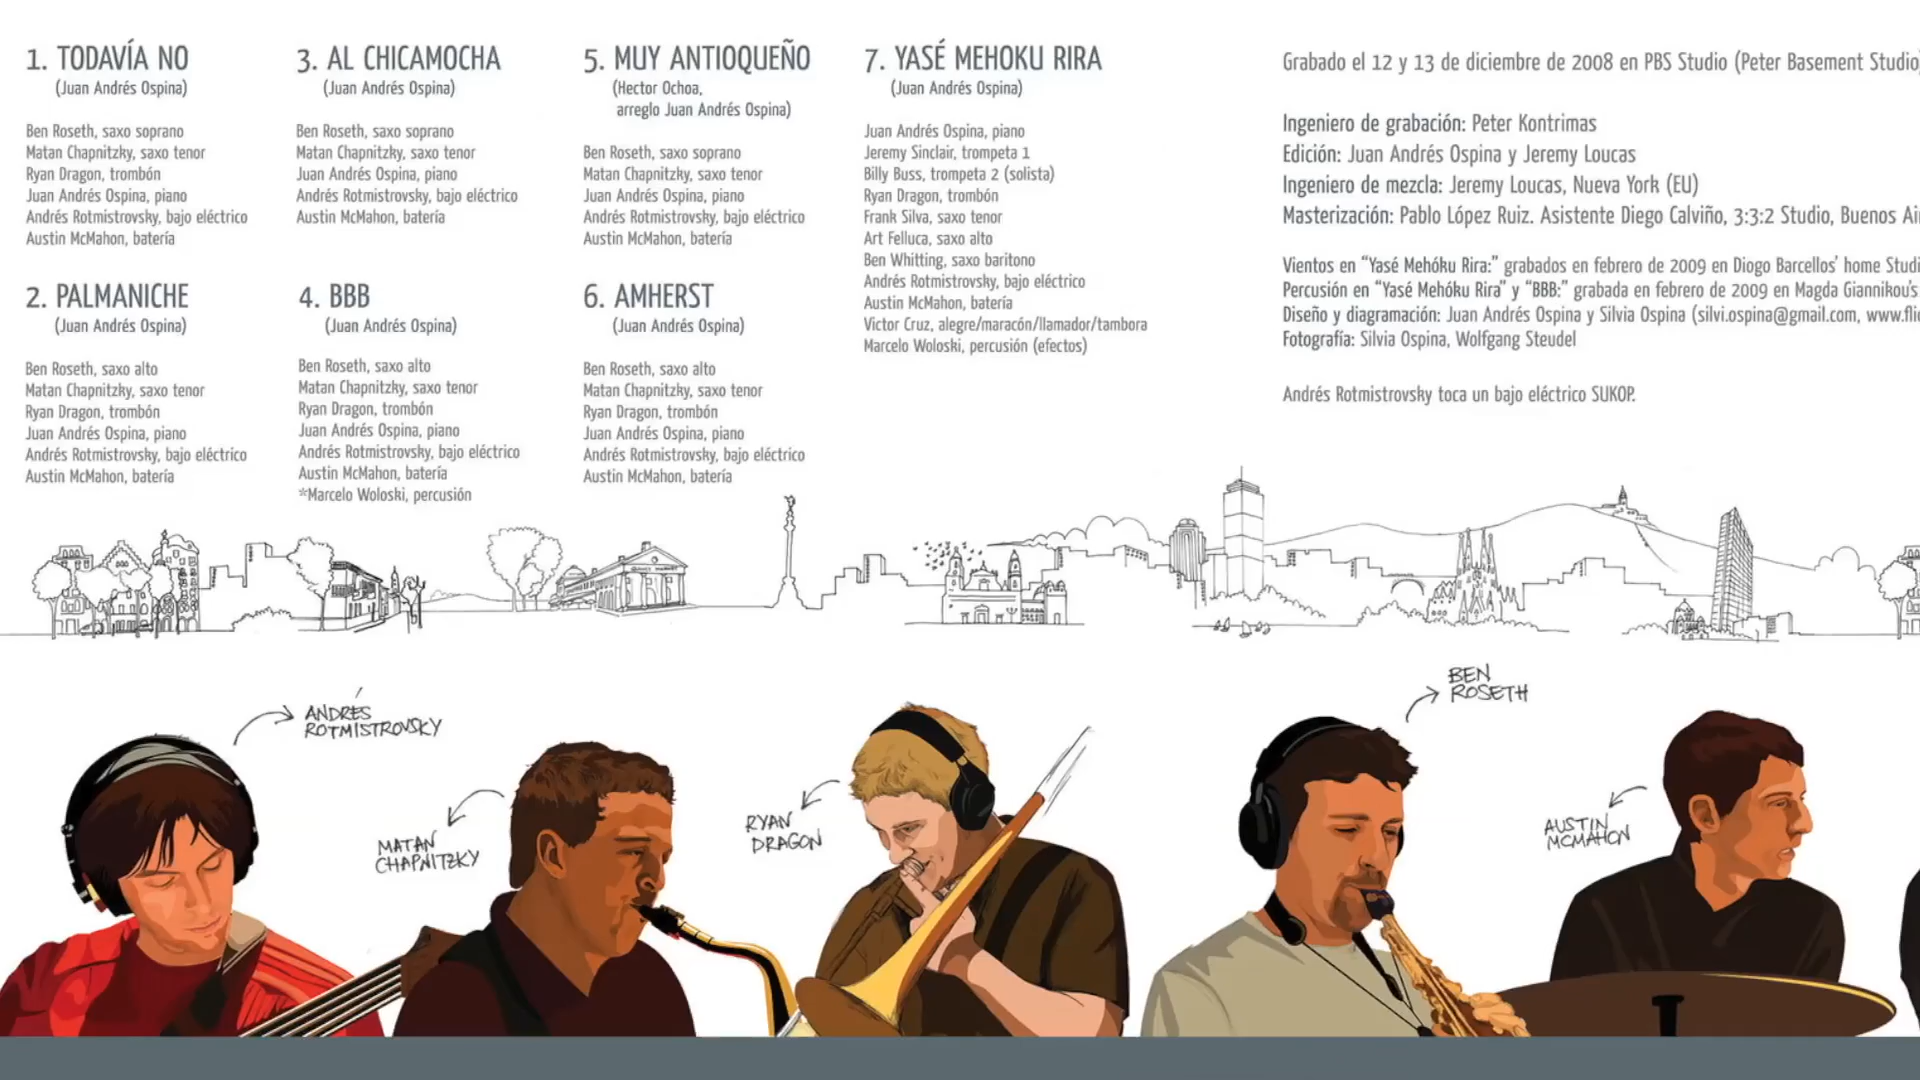 1. TODAVÍA NO
(Juan Andrés Ospina)
Ben Roseth, saxo soprano
Matan Chapnitzky, saxo tenor
Ryan Dragon, trombón
Juan Andrés Ospina, piano
Andrés Rotmistrovsky, bajo eléctrico
Austin McMahon, batería
2. PALMANICHE
(Juan Andrés Ospina)
Ben Roseth, saxo alto
Matan Chapnitzky, saxo tenor
Ryan Dragon, trombón
Juan Andrés Ospina, piano
Andrés Rotmistrovsky, bajo eléctrico
Austin McMahon, batería
3. AL CHICAMOCHA
(Juan Andrés Ospina)
Ben Roseth, saxo soprano
Matan Chapnitzky, saxo tenor
Juan Andrés Ospina, piano
Andrés Rotmistrovsky, bajo eléctrico
Austin McMahon, batería
4. BBB
(Juan Andrés Ospina)
Ben Roseth, saxo alto
Matan Chapnitzky, saxo tenor
Ryan Dragon, trombón
Juan Andrés Ospina, piano
Andrés Rotmistrovsky, bajo eléctrico
Austin McMahon, batería
*Marcelo Woloski, percusión
5. MUY ANTIOQUEÑO
(Hector Ochoa,
arreglo Juan Andrés Ospina)
Ben Roseth, saxo soprano
Matan Chapnitzky, saxo tenor
Juan Andrés Ospina, piano
Andrés Rotmistrovsky, bajo eléctrico
Austin McMahon, batería
6. AMHERST
(Juan Andrés Ospina)
Ben Roseth, saxo alto
Matan Chapnitzky, saxo tenor
Ryan Dragon, trombón
Juan Andrés Ospina, piano
Andrés Rotmistrovsky, bajo eléctrico
Austin McMahon, batería
7. YASÉ MEHOKU RIRA
(Juan Andrés Ospina)
Juan Andrés Ospina, piano
Jeremy Sinclair, trompeta 1
Billy Buss, trompeta 2 (solista)
Ryan Dragon, trombón
Frank Silva, saxo tenor
Art Felluca, saxo alto
Ben Whitting, saxo baritono
Andrés Rotmistrovsky, bajo eléctrico
Austin McMahon, batería
Victor Cruz, alegre/maracón/llamador/tambora
Marcelo Woloski, percusión (efectos)
Grabado el 12 y 13 de diciembre de 2008 en PBS Studio (Peter Basement Studio)
Ingeniero de grabación: Peter Kontrimas
Edición: Juan Andrés Ospina y Jeremy Loucas
Ingeniero de mezcla: Jeremy Loucas, Nueva York (EU)
Masterización: Pablo López Ruiz. Asistente Diego Calviño, 3:3:2 Studio, Buenos Ai
Vientos en “Yasé Mehóku Rira:” grabados en febrero de 2009 en Diogo Barcellos’ home Studi
Percusión en “Yasé Mehóku Rira” y “BBB:” grabada en febrero de 2009 en Magda Giannikou’s
Diseño y diagramación: Juan Andrés Ospina y Silvia Ospina (silvi.ospina@gmail.com, www.flic
Fotografía: Silvia Ospina, Wolfgang Steudel
Andrés Rotmistrovsky toca un bajo eléctrico SUKOP.
QUINCY MARKET
ANDRÉS
ROTMISTROVSKY
MATAN
CHAPNITZKY
RYAN
DRAGON
BEN
ROSETH
AUSTIN
MCMAHON